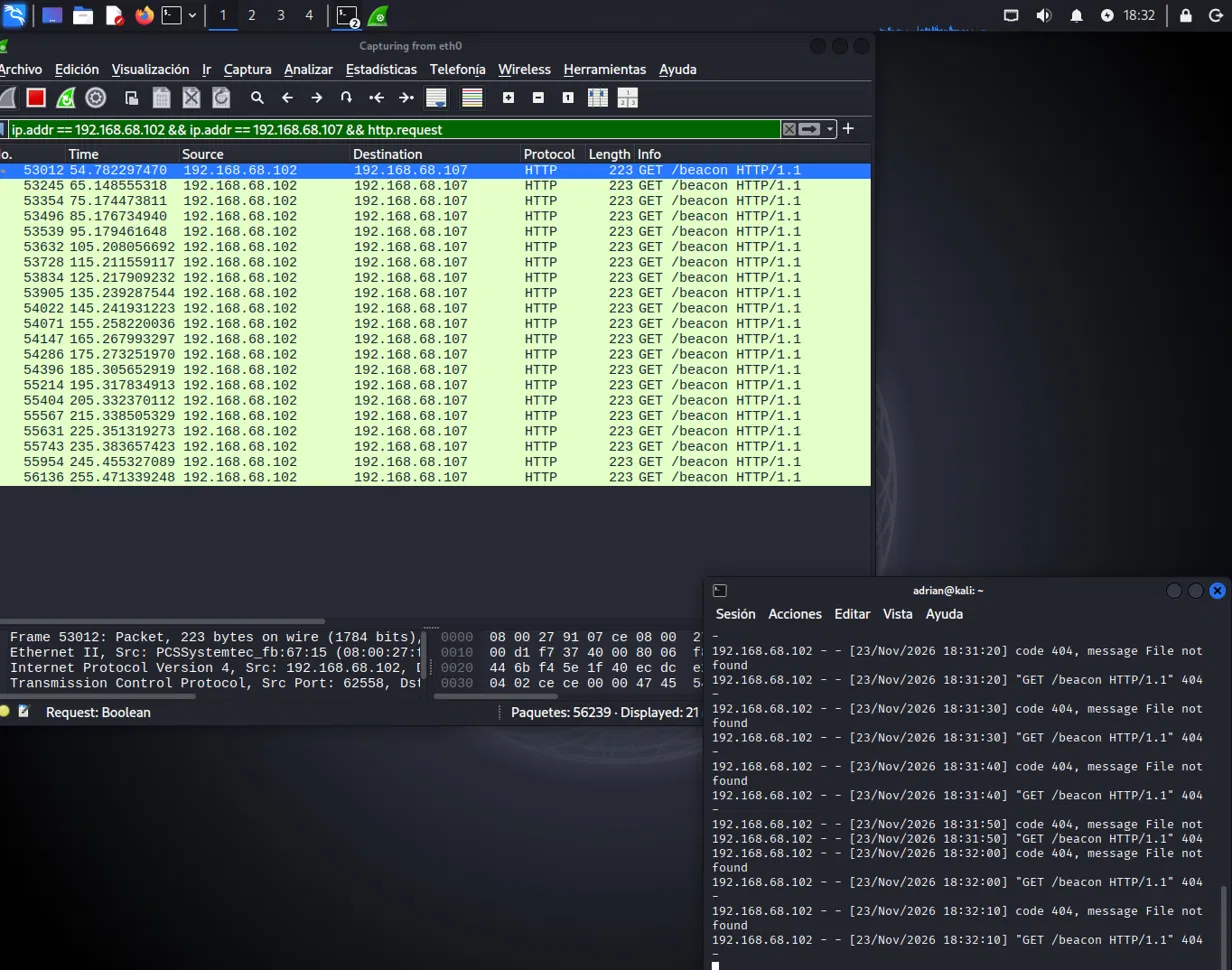 1 2 3 4 2 18:32
Capturing from eth0
Archivo Edición Visualización Ir Captura Analizar Estadísticas Telefonía Wireless Herramientas Ayuda
ip.addr == 192.168.68.102 && ip.addr == 192.168.68.107 && http.request
o. Time Source Destination Protocol Length Info
53012 54.782297470 192.168.68.102 192.168.68.107 HTTP 223 GET /beacon HTTP/1.1
53245 65.148555318 192.168.68.102 192.168.68.107 HTTP 223 GET /beacon HTTP/1.1
53354 75.174473811 192.168.68.102 192.168.68.107 HTTP 223 GET /beacon HTTP/1.1
53496 85.176734940 192.168.68.102 192.168.68.107 HTTP 223 GET /beacon HTTP/1.1
53539 95.179461648 192.168.68.102 192.168.68.107 HTTP 223 GET /beacon HTTP/1.1
53632 105.208056692 192.168.68.102 192.168.68.107 HTTP 223 GET /beacon HTTP/1.1
53728 115.211559117 192.168.68.102 192.168.68.107 HTTP 223 GET /beacon HTTP/1.1
53834 125.217909232 192.168.68.102 192.168.68.107 HTTP 223 GET /beacon HTTP/1.1
53905 135.239287544 192.168.68.102 192.168.68.107 HTTP 223 GET /beacon HTTP/1.1
54022 145.241931223 192.168.68.102 192.168.68.107 HTTP 223 GET /beacon HTTP/1.1
54071 155.258220036 192.168.68.102 192.168.68.107 HTTP 223 GET /beacon HTTP/1.1
54147 165.267993297 192.168.68.102 192.168.68.107 HTTP 223 GET /beacon HTTP/1.1
54286 175.273251970 192.168.68.102 192.168.68.107 HTTP 223 GET /beacon HTTP/1.1
54396 185.305652919 192.168.68.102 192.168.68.107 HTTP 223 GET /beacon HTTP/1.1
55214 195.317834913 192.168.68.102 192.168.68.107 HTTP 223 GET /beacon HTTP/1.1
55404 205.332370112 192.168.68.102 192.168.68.107 HTTP 223 GET /beacon HTTP/1.1
55567 215.338505329 192.168.68.102 192.168.68.107 HTTP 223 GET /beacon HTTP/1.1
55631 225.351319273 192.168.68.102 192.168.68.107 HTTP 223 GET /beacon HTTP/1.1
55743 235.383657423 192.168.68.102 192.168.68.107 HTTP 223 GET /beacon HTTP/1.1
55954 245.455327089 192.168.68.102 192.168.68.107 HTTP 223 GET /beacon HTTP/1.1
56136 255.471339248 192.168.68.102 192.168.68.107 HTTP 223 GET /beacon HTTP/1.1
Frame 53012: Packet, 223 bytes on wire (1784 bits),
Ethernet II, Src: PCSSystemtec_fb:67:15 (08:00:27:
Internet Protocol Version 4, Src: 192.168.68.102,
Transmission Control Protocol, Src Port: 62558, Dst
0000 08 00 27 91 07 ce 08 00
0010 00 d1 f7 37 40 00 80 06
0020 44 6b f4 5e 1f 40 ec dc
0030 04 02 ce ce 00 00 47 45
Request: Boolean Paquetes: 56239 · Displayed: 21
adrian@kali: ~
Sesión Acciones Editar Vista Ayuda
-
192.168.68.102 - - [23/Nov/2026 18:31:20] code 404, message File not
found
192.168.68.102 - - [23/Nov/2026 18:31:20] "GET /beacon HTTP/1.1" 404
-
192.168.68.102 - - [23/Nov/2026 18:31:30] code 404, message File not
found
192.168.68.102 - - [23/Nov/2026 18:31:30] "GET /beacon HTTP/1.1" 404
-
192.168.68.102 - - [23/Nov/2026 18:31:40] code 404, message File not
found
192.168.68.102 - - [23/Nov/2026 18:31:40] "GET /beacon HTTP/1.1" 404
-
192.168.68.102 - - [23/Nov/2026 18:31:50] code 404, message File not
192.168.68.102 - - [23/Nov/2026 18:31:50] "GET /beacon HTTP/1.1" 404
192.168.68.102 - - [23/Nov/2026 18:32:00] code 404, message File not
found
192.168.68.102 - - [23/Nov/2026 18:32:00] "GET /beacon HTTP/1.1" 404
-
192.168.68.102 - - [23/Nov/2026 18:32:10] code 404, message File not
found
192.168.68.102 - - [23/Nov/2026 18:32:10] "GET /beacon HTTP/1.1" 404
-